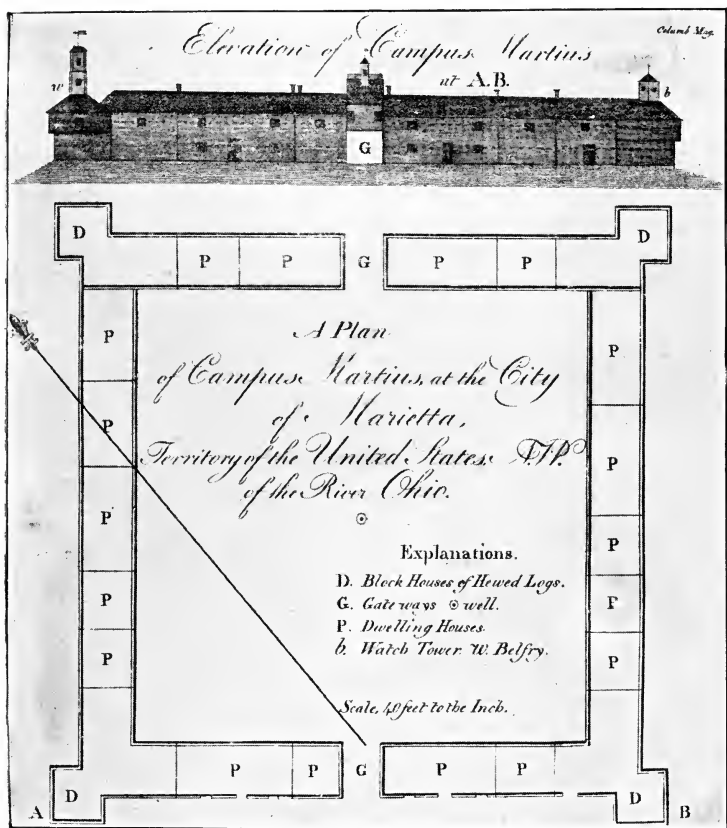 Columb Mag.
Elevation of Campus Martius
at A.B.
w
b
G
D
P
P
G
P
P
D
A Plan
of Campus Martius, at the City
of Marietta,
Territory of the United States. N.W.
of the River Ohio.
Explanations.
D. Block Houses of Hewed Logs.
G. Gate ways ⊙ well.
P. Dwelling Houses.
b. Watch Tower. W. Belfry.
Scale, 40 feet to the Inch.
P
P
P
P
P
P
P
P
P
P
D
P
P
G
P
P
D
A
B